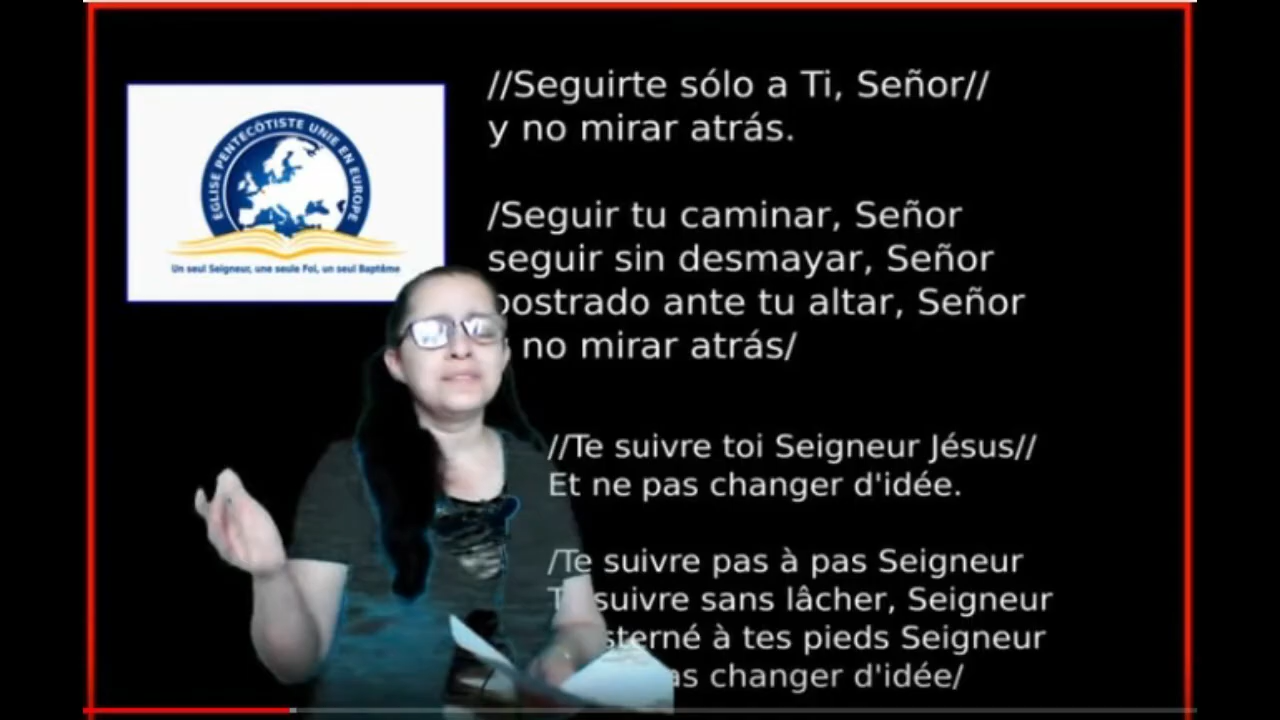 ÉGLISE PENTECÔTISTE UNIE EN EUROPE
Un seul Seigneur, une seule Foi, un seul Baptême
//Seguirte sólo a Ti, Señor//
y no mirar atrás.
/Seguir tu caminar, Señor
seguir sin desmayar, Señor
postrado ante tu altar, Señor
no mirar atrás/
//Te suivre toi Seigneur Jésus//
Et ne pas changer d'idée.
/Te suivre pas à pas Seigneur
suivre sans lâcher, Seigneur
à tes pieds Seigneur
changer d'idée/